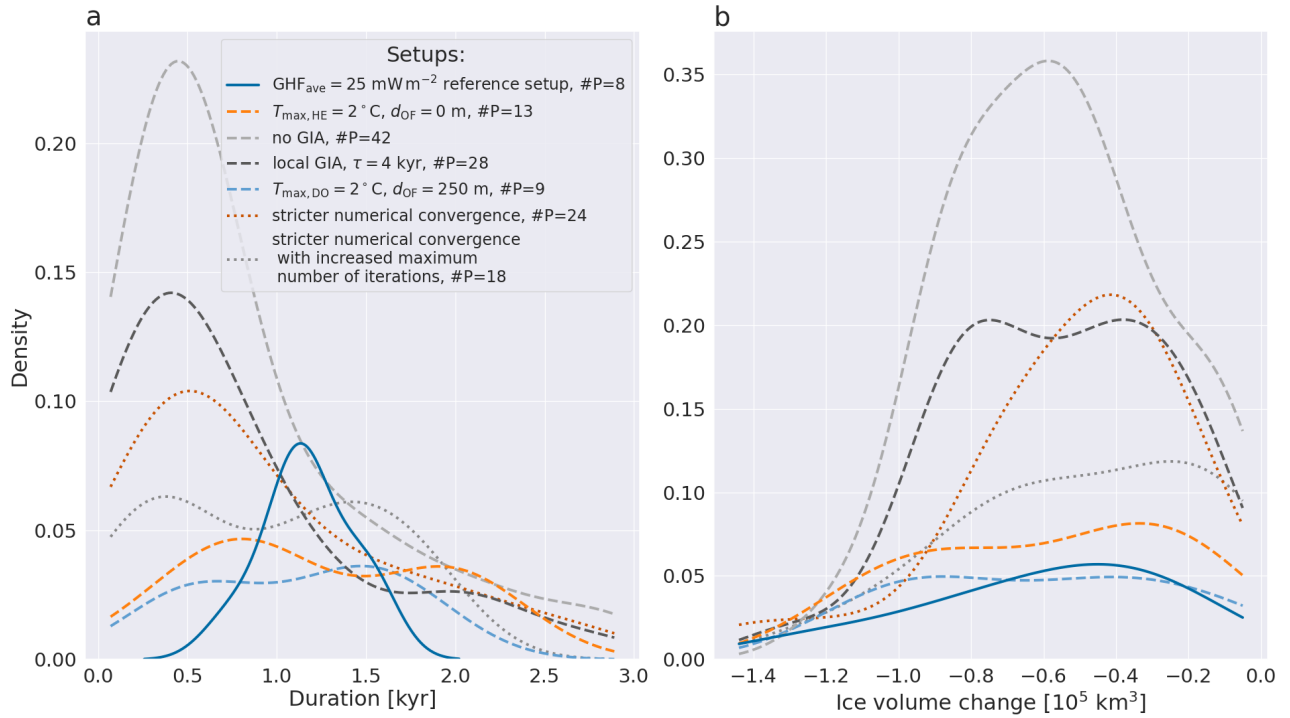 a
b
Setups:
GHF_ave = 25 mW m⁻² reference setup, #P=8
T_max, HE = 2°C, d_OF = 0 m, #P=13
no GIA, #P=42
local GIA, τ = 4 kyr, #P=28
T_max, DO = 2°C, d_OF = 250 m, #P=9
stricter numerical convergence, #P=24
stricter numerical convergence
with increased maximum
number of iterations, #P=18
Density
0.20
0.15
0.10
0.05
0.00
0.0 0.5 1.0 1.5 2.0 2.5 3.0
Duration [kyr]
0.35
0.30
0.25
0.20
0.15
0.10
0.05
0.00
−1.4 −1.2 −1.0 −0.8 −0.6 −0.4 −0.2 0.0
Ice volume change [10⁵ km³]